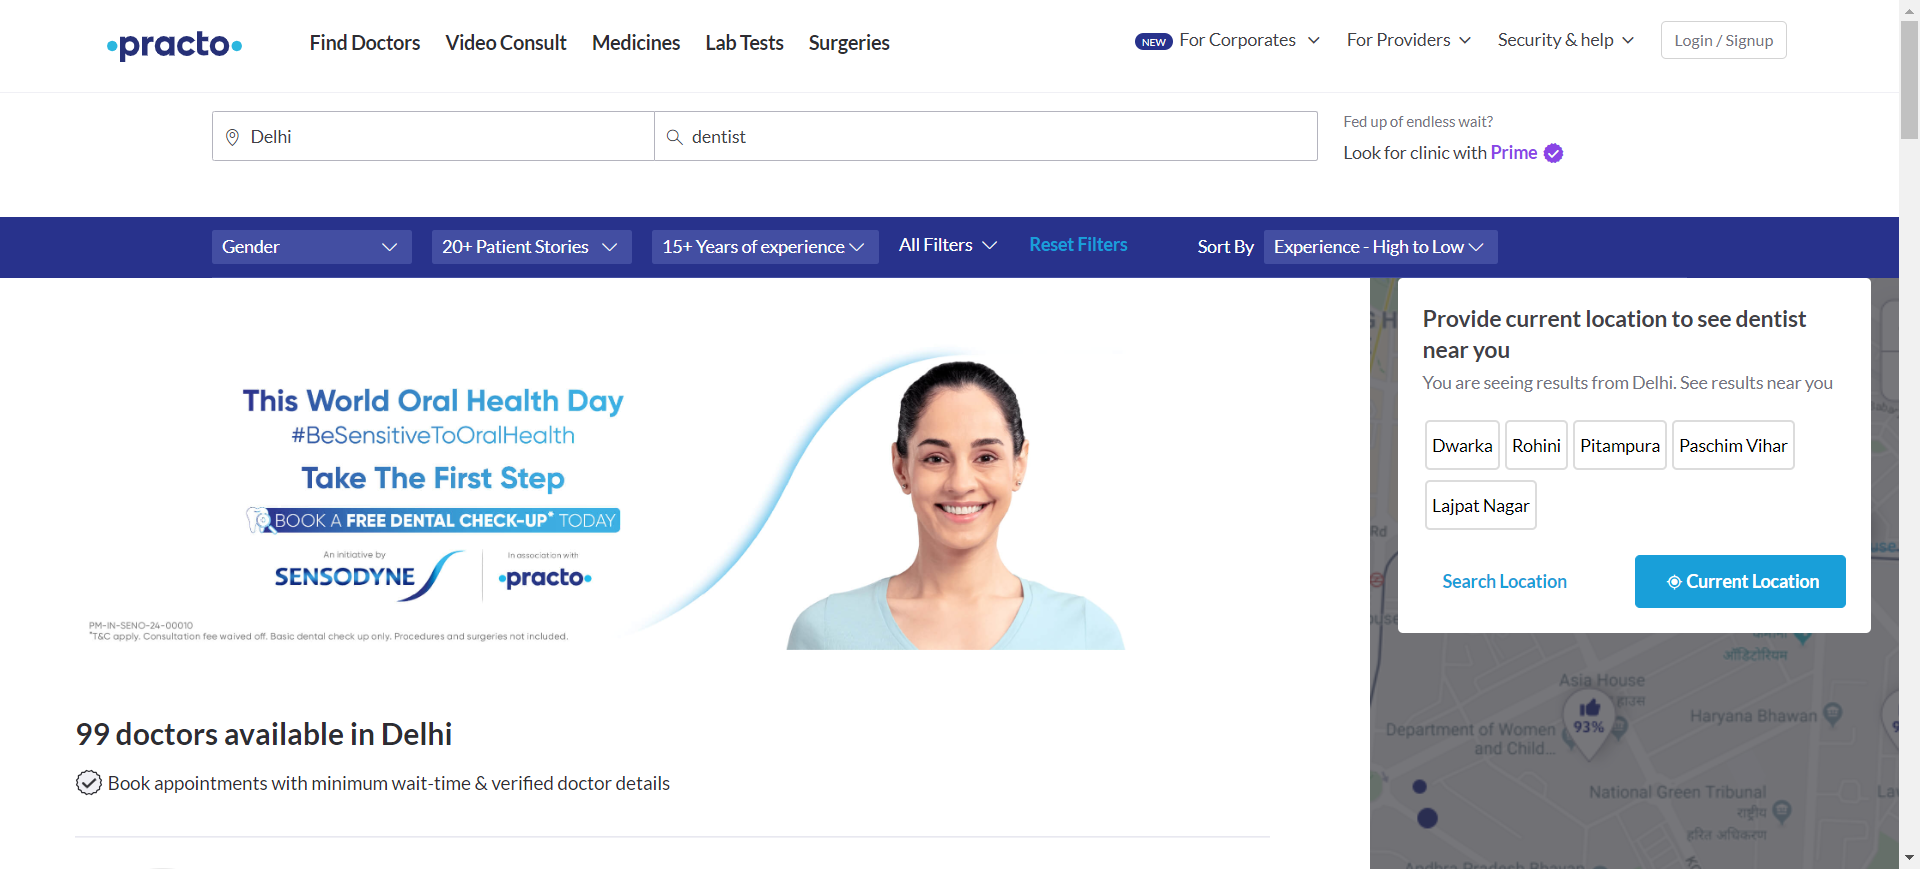 practo
Find Doctors
Video Consult
Medicines
Lab Tests
Surgeries
NEW
For Corporates
For Providers
Security & help
Login / Signup
Delhi
dentist
Fed up of endless wait?
Look for clinic with Prime
Gender
20+ Patient Stories
15+ Years of experience
All Filters
Reset Filters
Sort By
Experience - High to Low
This World Oral Health Day
#BeSensitiveToOralHealth
Take The First Step
BOOK A FREE DENTAL CHECK-UP* TODAY
An initiative by
SENSODYNE
In association with
practo
PM-IN-SENO-24-00010
*T&C apply. Consultation fee waived off. Basic dental check up only. Procedures and surgeries not included.
99 doctors available in Delhi
Book appointments with minimum wait-time & verified doctor details
Provide current location to see dentist
near you
You are seeing results from Delhi. See results near you
Dwarka
Rohini
Pitampura
Paschim Vihar
Lajpat Nagar
Search Location
Current Location
Rd
ऑडिटोरियम
Asia House
हाउस
93%
Department of Women
and Child...
Haryana Bhawan
National Green Tribunal
राष्ट्रीय
हरित अधिकरण
Andhra Pradesh Bhavan